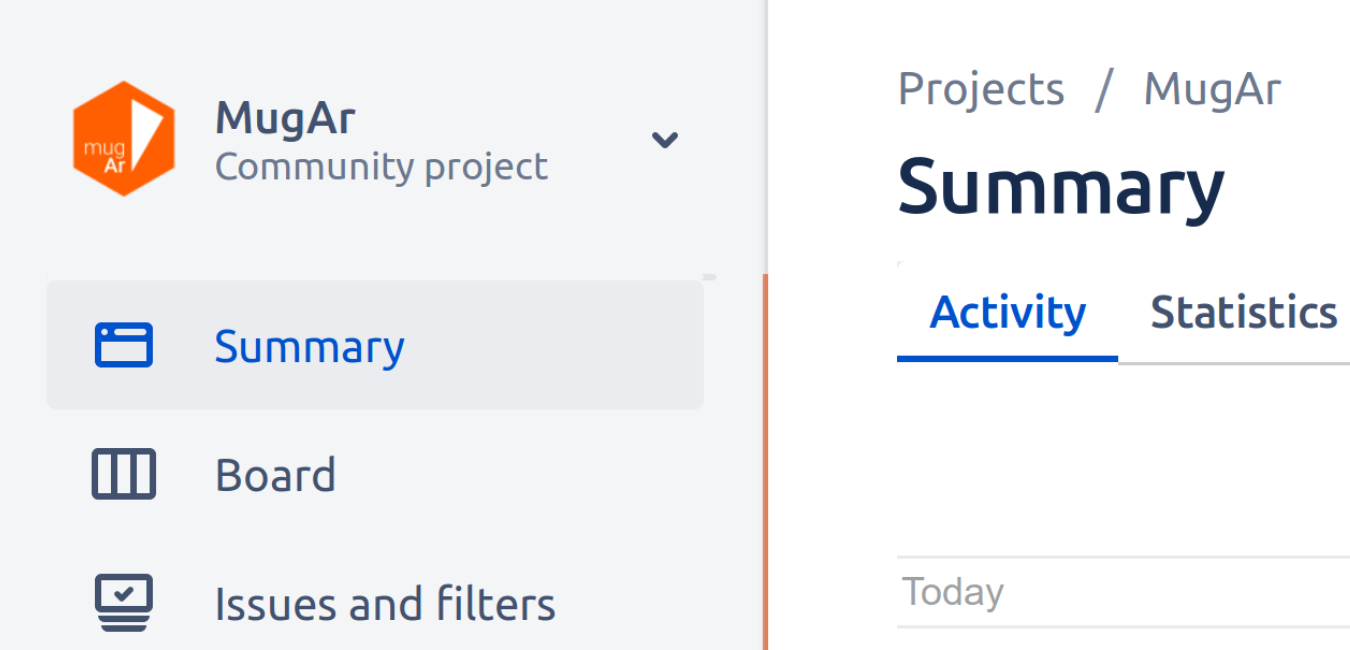 mug
Ar
MugAr
Community project
Summary
Board
Issues and filters
Projects / MugAr
Summary
Activity Statistics
Today